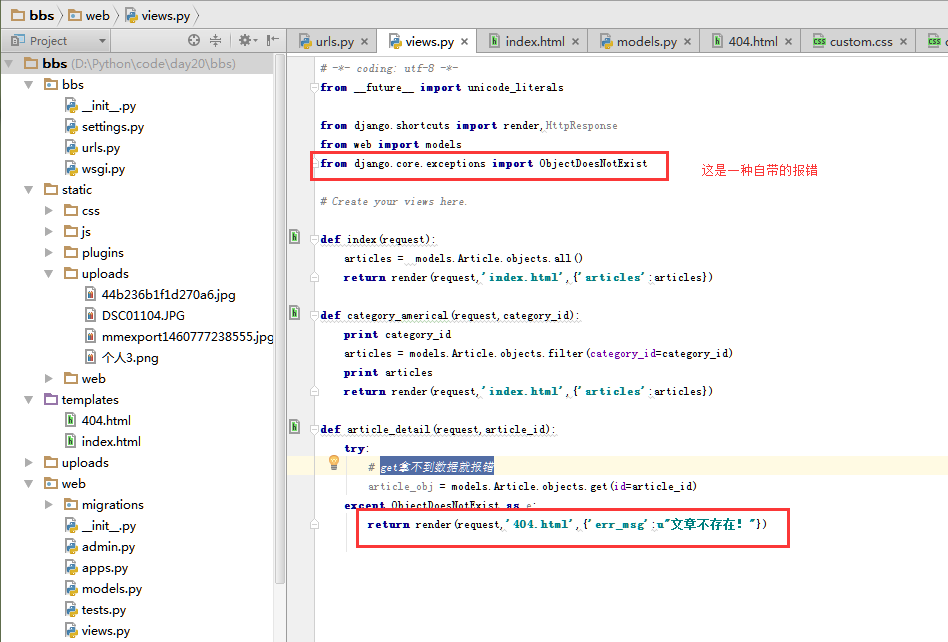 bbs web views.py
Project
urls.py views.py index.html models.py 404.html custom.css
bbs (D:\Python\code\day20\bbs)
bbs
__init__.py
settings.py
urls.py
wsgi.py
static
css
js
plugins
uploads
44b236b1f1d270a6.jpg
DSC01104.JPG
mmexport1460777238555.jpg
个人3.png
web
templates
404.html
index.html
uploads
web
migrations
__init__.py
admin.py
apps.py
models.py
tests.py
views.py
# -*- coding: utf-8 -*-
from __future__ import unicode_literals
from django.shortcuts import render,HttpResponse
from web import models
from django.core.exceptions import ObjectDoesNotExist
这是一种自带的报错
# Create your views here.
def index(request):
articles = models.Article.objects.all()
return render(request,'index.html',{'articles':articles})
def category_americal(request,category_id):
print category_id
articles = models.Article.objects.filter(category_id=category_id)
print articles
return render(request,'index.html',{'articles':articles})
def article_detail(request,article_id):
try:
# get拿不到数据就报错
article_obj = models.Article.objects.get(id=article_id)
except ObjectDoesNotExist as e:
return render(request,'404.html',{'err_msg':u"文章不存在！"})